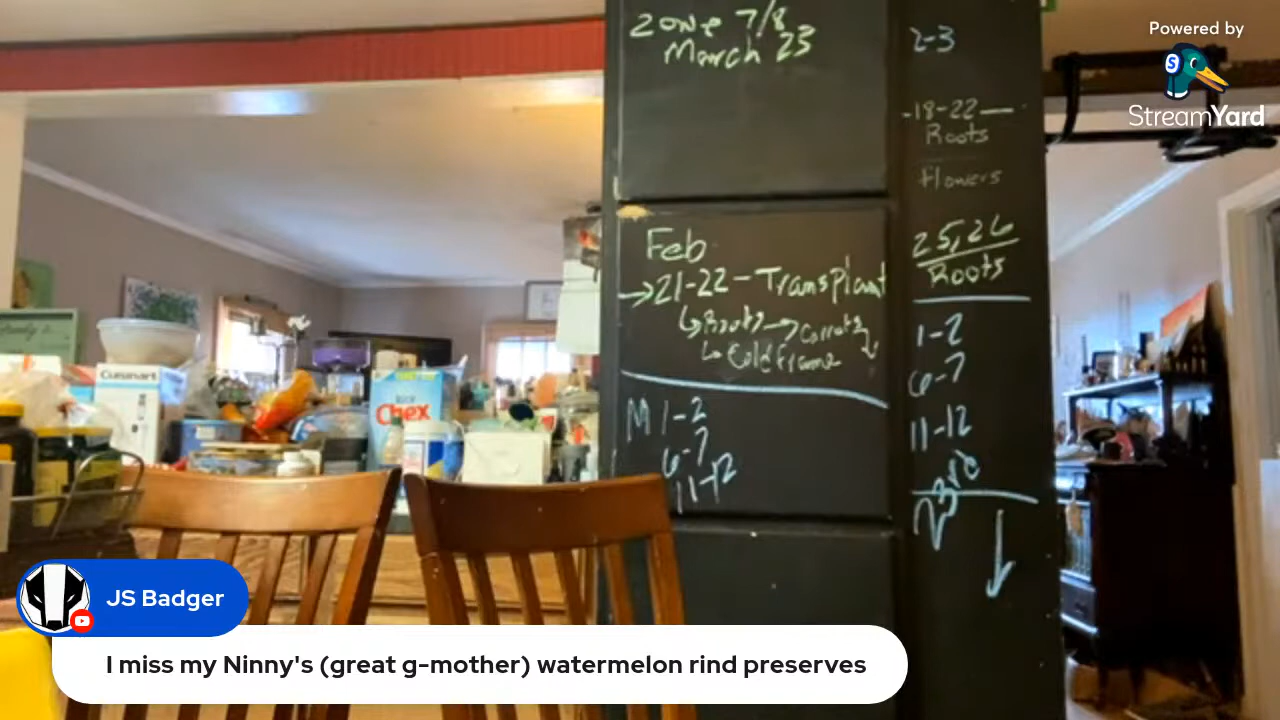 Zone 7/8
March 23
Feb
→21-22 - Transplant
↳ Roots → Carrots
↳ Cold Frame
M 1-2
6-7
11-12
2-3
-18-22—
Roots
Flowers
25,26
Roots
1-2
6-7
11-12
Powered by
StreamYard
Cuisinart
Chex
JS Badger
I miss my Ninny's (great g-mother) watermelon rind preserves